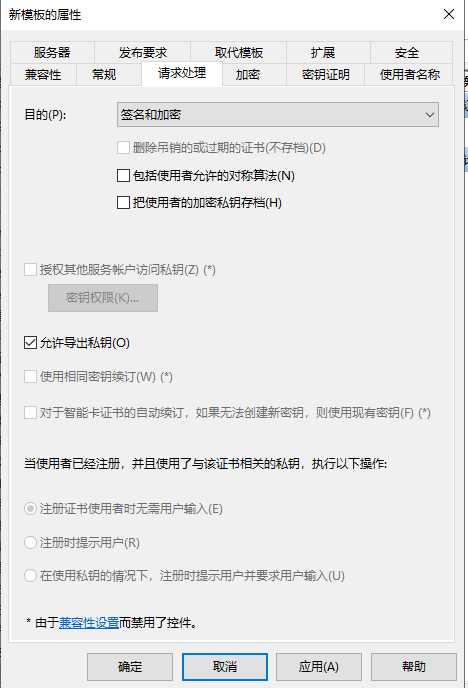 新模板的属性
服务器 发布要求 取代模板 扩展 安全
兼容性 常规 请求处理 加密 密钥证明 使用者名称
目的(P): 签名和加密
删除吊销的或过期的证书(不存档)(D)
包括使用者允许的对称算法(N)
把使用者的加密私钥存档(H)
授权其他服务帐户访问私钥(Z) (*)
密钥权限(K)...
允许导出私钥(O)
使用相同密钥续订(W) (*)
对于智能卡证书的自动续订，如果无法创建新密钥，则使用现有密钥(F) (*)
当使用者已经注册，并且使用了与该证书相关的私钥，执行以下操作:
注册证书使用者时无需用户输入(E)
注册时提示用户(R)
在使用私钥的情况下，注册时提示用户并要求用户输入(U)
* 由于兼容性设置而禁用了控件。
确定 取消 应用(A) 帮助